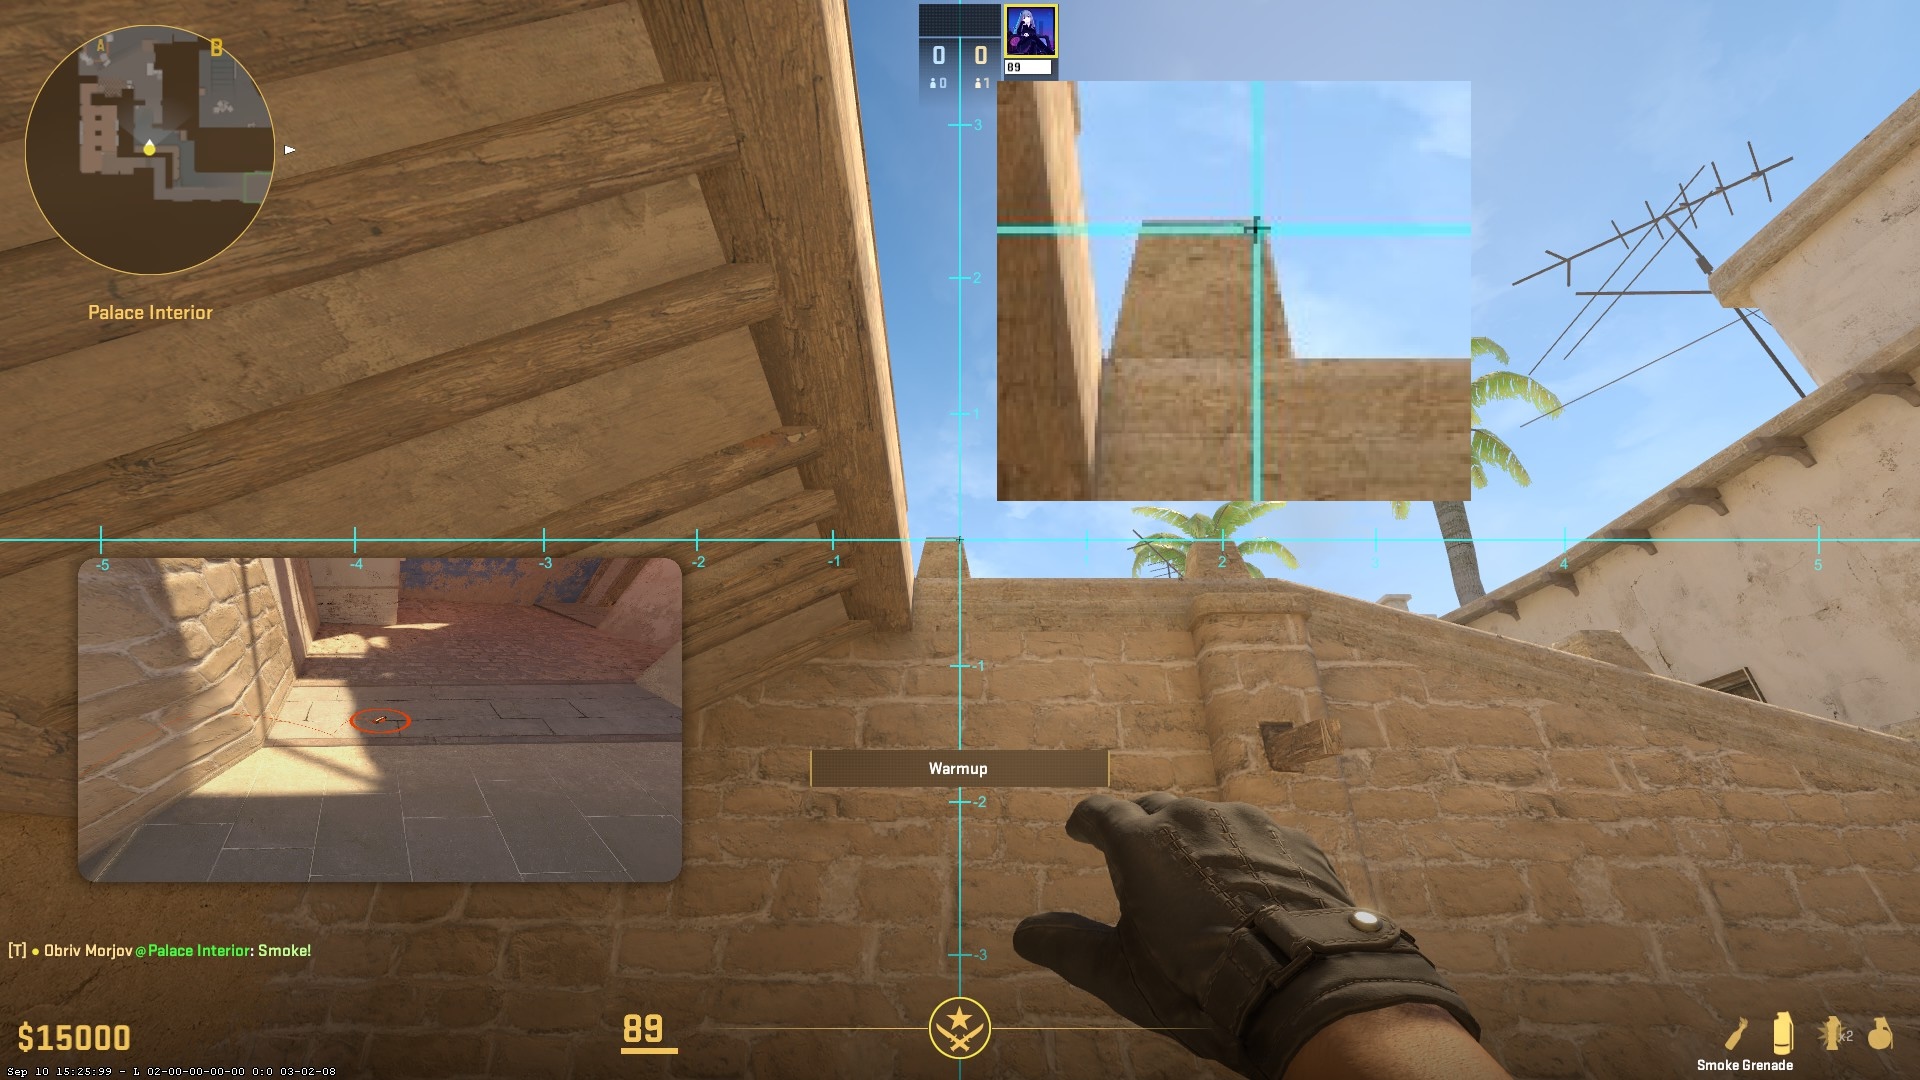 A
B
0 0
89
0 1
Palace Interior
3
2
1
-5 -4 -3 -2 -1 2 3 4 5
-1
Warmup
-2
-3
[T] ● Obriv Morjov @Palace Interior: Smoke!
$15000
89
x2
Smoke Grenade
Sep 10 15:25:99 - L 02-00-00-00-00 0:0 03-02-08